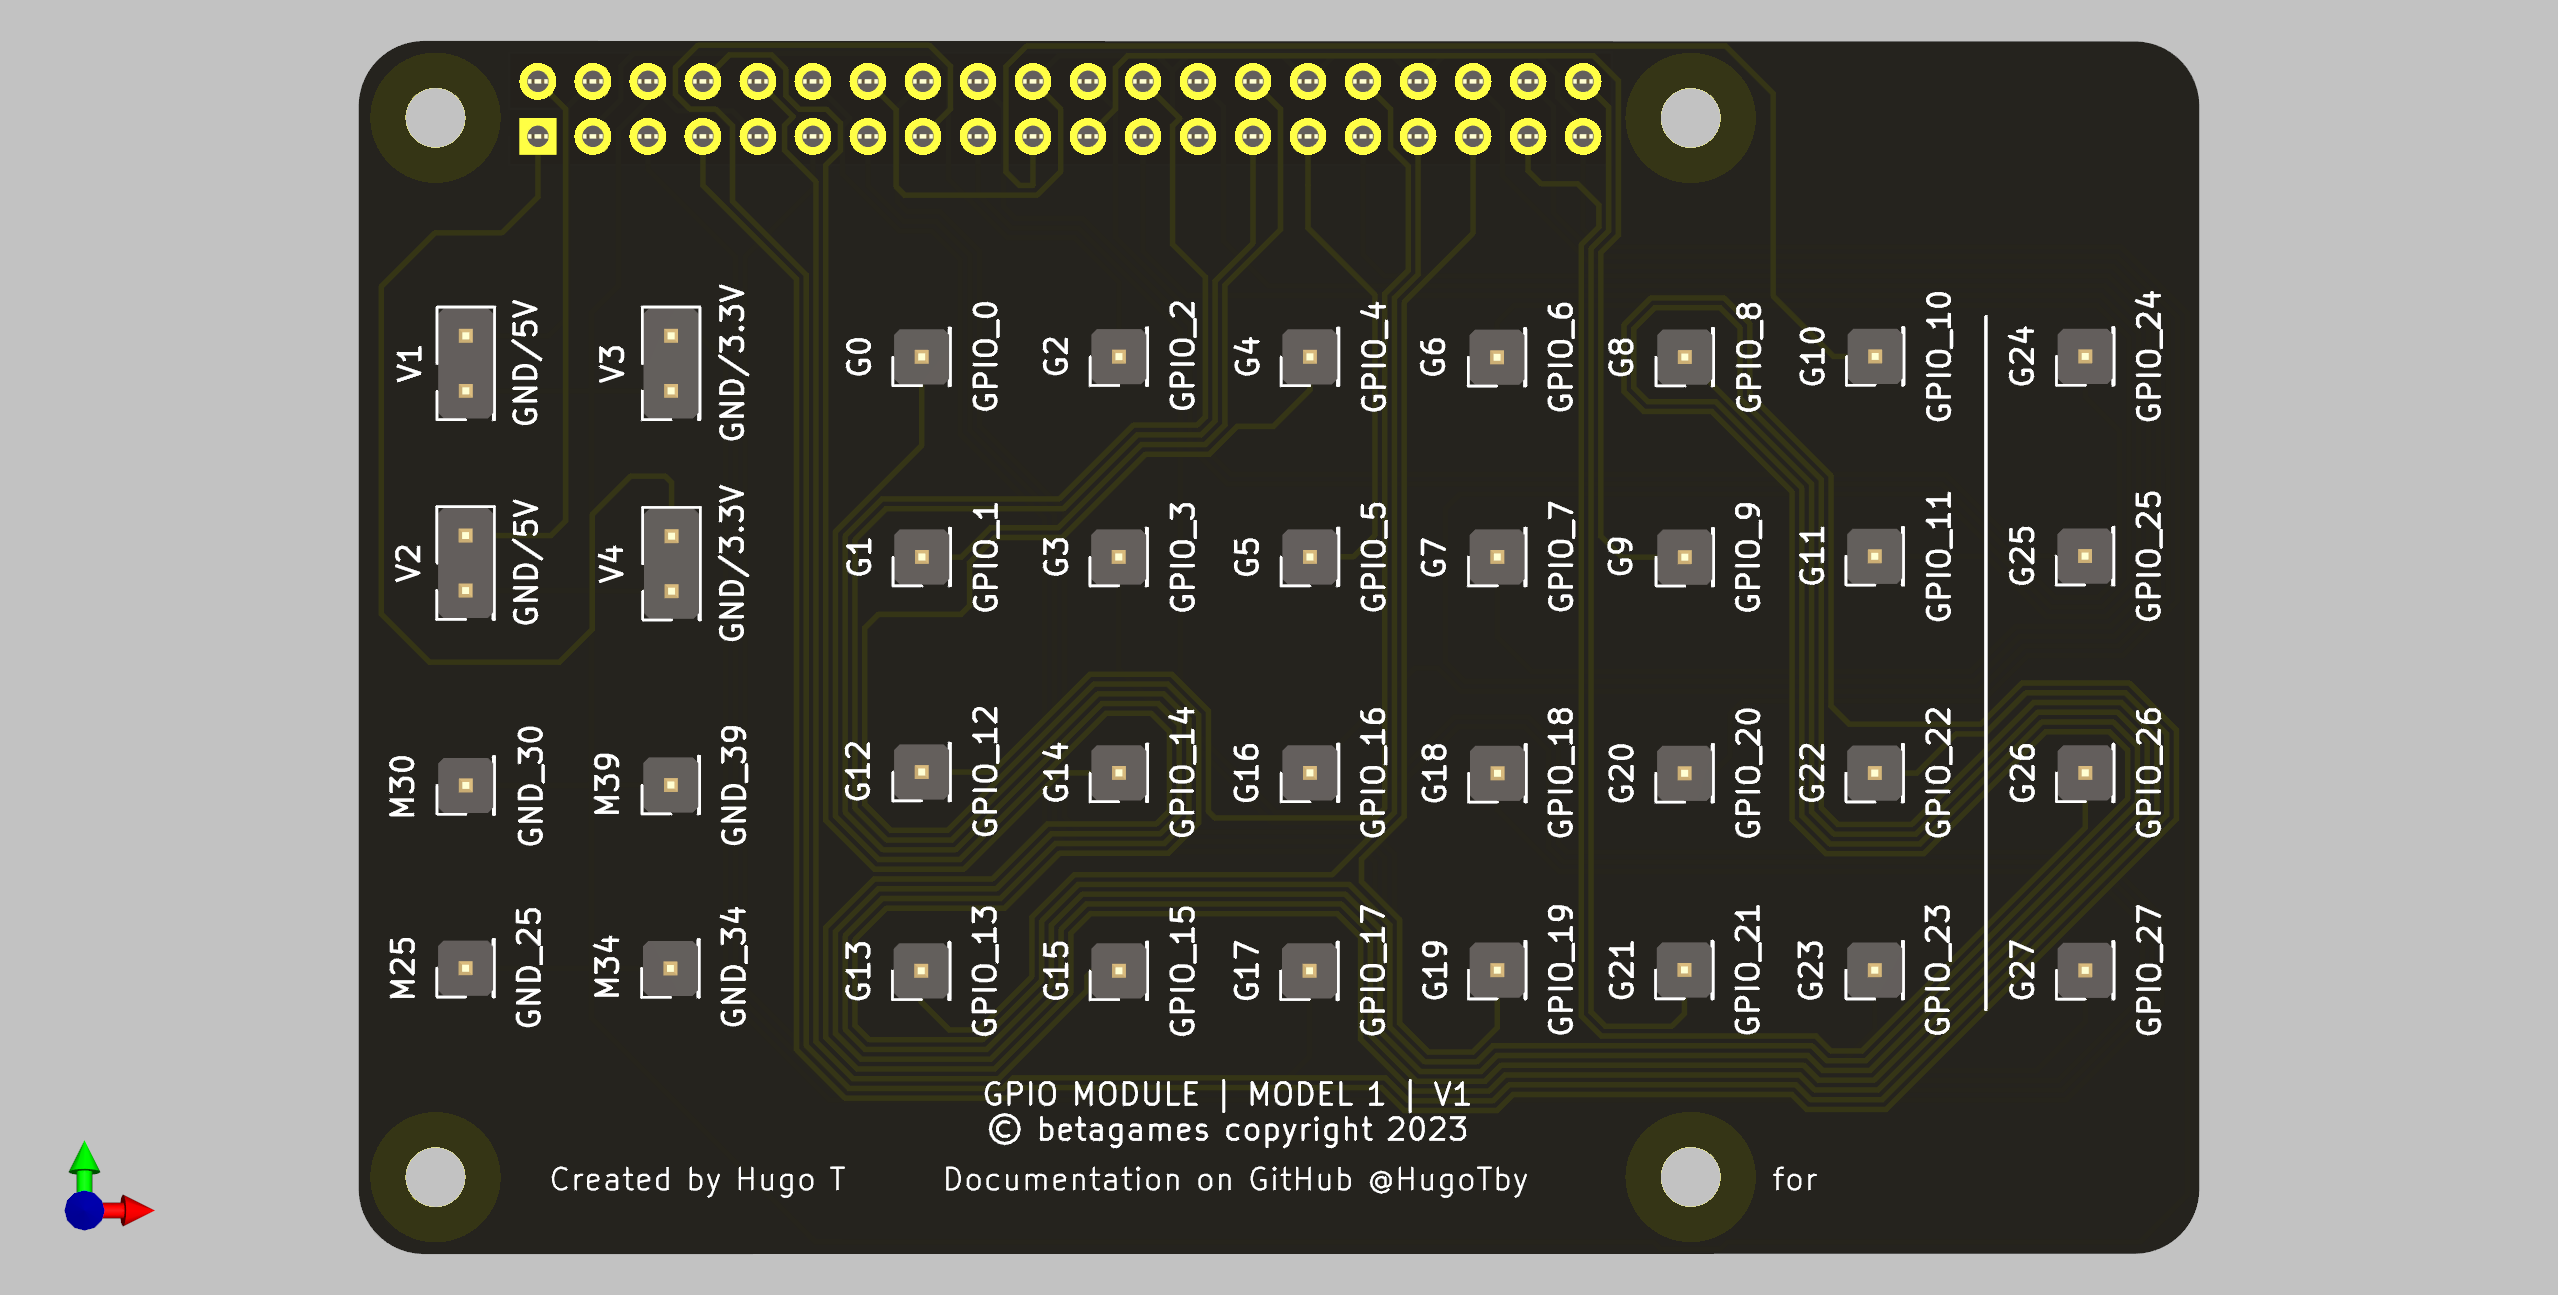 V1 GND/5V V3 GND/3.3V G0 GPIO_0 G2 GPIO_2 G4 GPIO_4 G6 GPIO_6 G8 GPIO_8 G10 GPIO_10 G24 GPIO_24
V2 GND/5V V4 GND/3.3V G1 GPIO_1 G3 GPIO_3 G5 GPIO_5 G7 GPIO_7 G9 GPIO_9 G11 GPIO_11 G25 GPIO_25
M30 GND_30 M39 GND_39 G12 GPIO_12 G14 GPIO_14 G16 GPIO_16 G18 GPIO_18 G20 GPIO_20 G22 GPIO_22 G26 GPIO_26
M25 GND_25 M34 GND_34 G13 GPIO_13 G15 GPIO_15 G17 GPIO_17 G19 GPIO_19 G21 GPIO_21 G23 GPIO_23 G27 GPIO_27
GPIO MODULE | MODEL 1 | V1
© betagames copyright 2023
Created by Hugo T Documentation on GitHub @HugoTby for